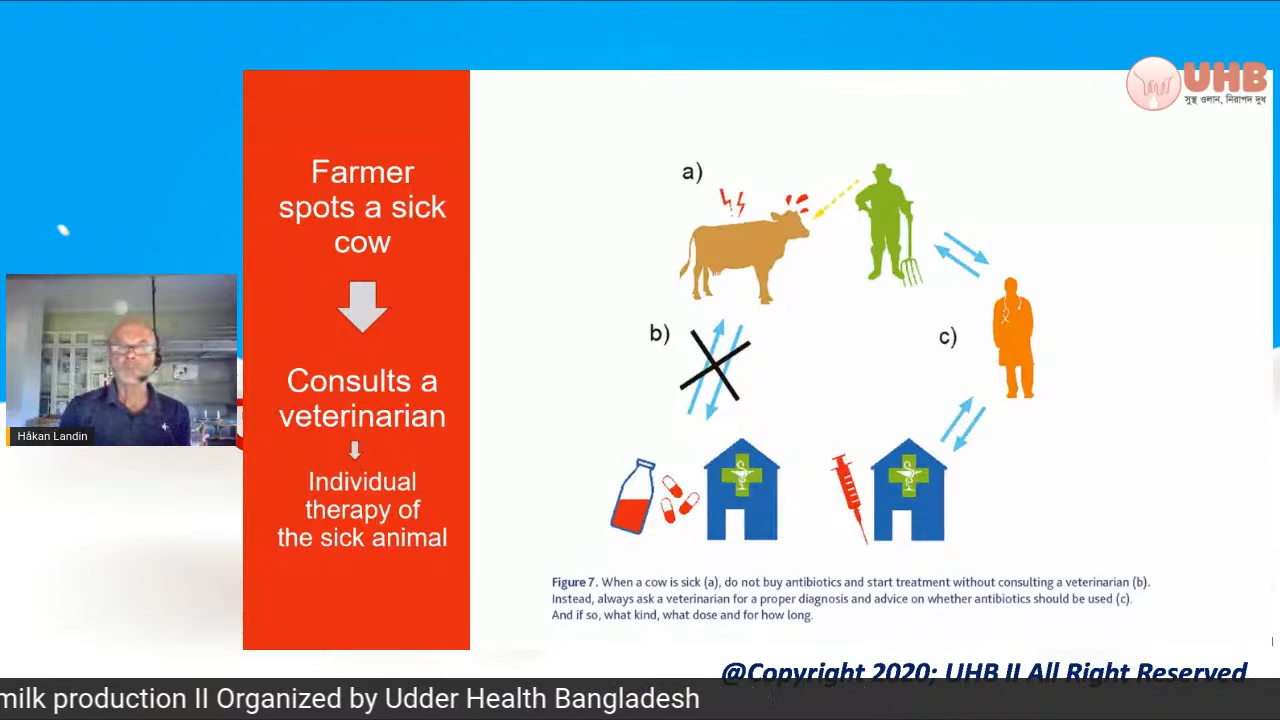 UHB
সুস্থ ওলান, নিরাপদ দুধ
Farmer
spots a sick
cow
Consults a
veterinarian
Individual
therapy of
the sick animal
a)
b)
c)
Figure 7. When a cow is sick (a), do not buy antibiotics and start treatment without consulting a veterinarian (b).
Instead, always ask a veterinarian for a proper diagnosis and advice on whether antibiotics should be used (c).
And if so, what kind, what dose and for how long.
Håkan Landin
@Copyright 2020; UHB II All Right Reserved
milk production II Organized by Udder Health Bangladesh